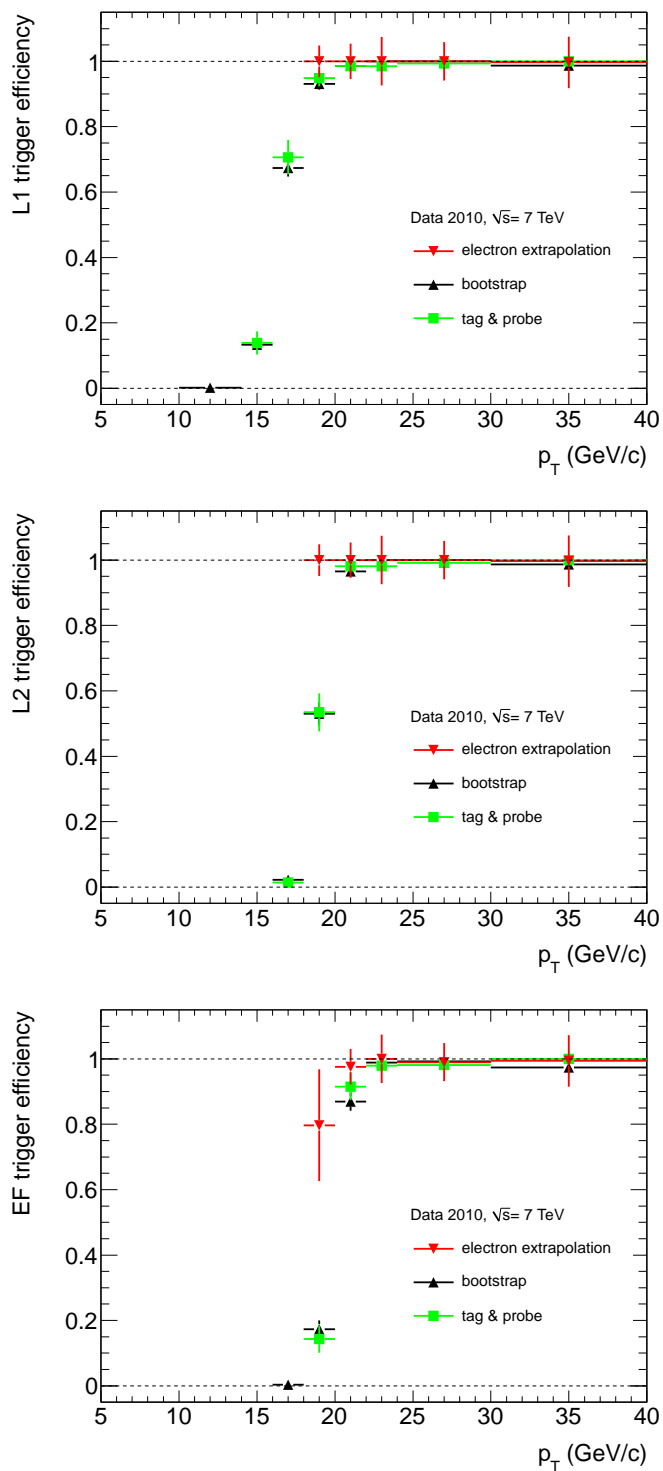 L1 trigger efficiency
1
0.8
0.6
0.4
0.2
0
Data 2010, √s= 7 TeV
electron extrapolation
bootstrap
tag & probe
5 10 15 20 25 30 35 40
p_T (GeV/c)
L2 trigger efficiency
1
0.8
0.6
0.4
0.2
0
Data 2010, √s= 7 TeV
electron extrapolation
bootstrap
tag & probe
5 10 15 20 25 30 35 40
p_T (GeV/c)
EF trigger efficiency
1
0.8
0.6
0.4
0.2
0
Data 2010, √s= 7 TeV
electron extrapolation
bootstrap
tag & probe
5 10 15 20 25 30 35 40
p_T (GeV/c)